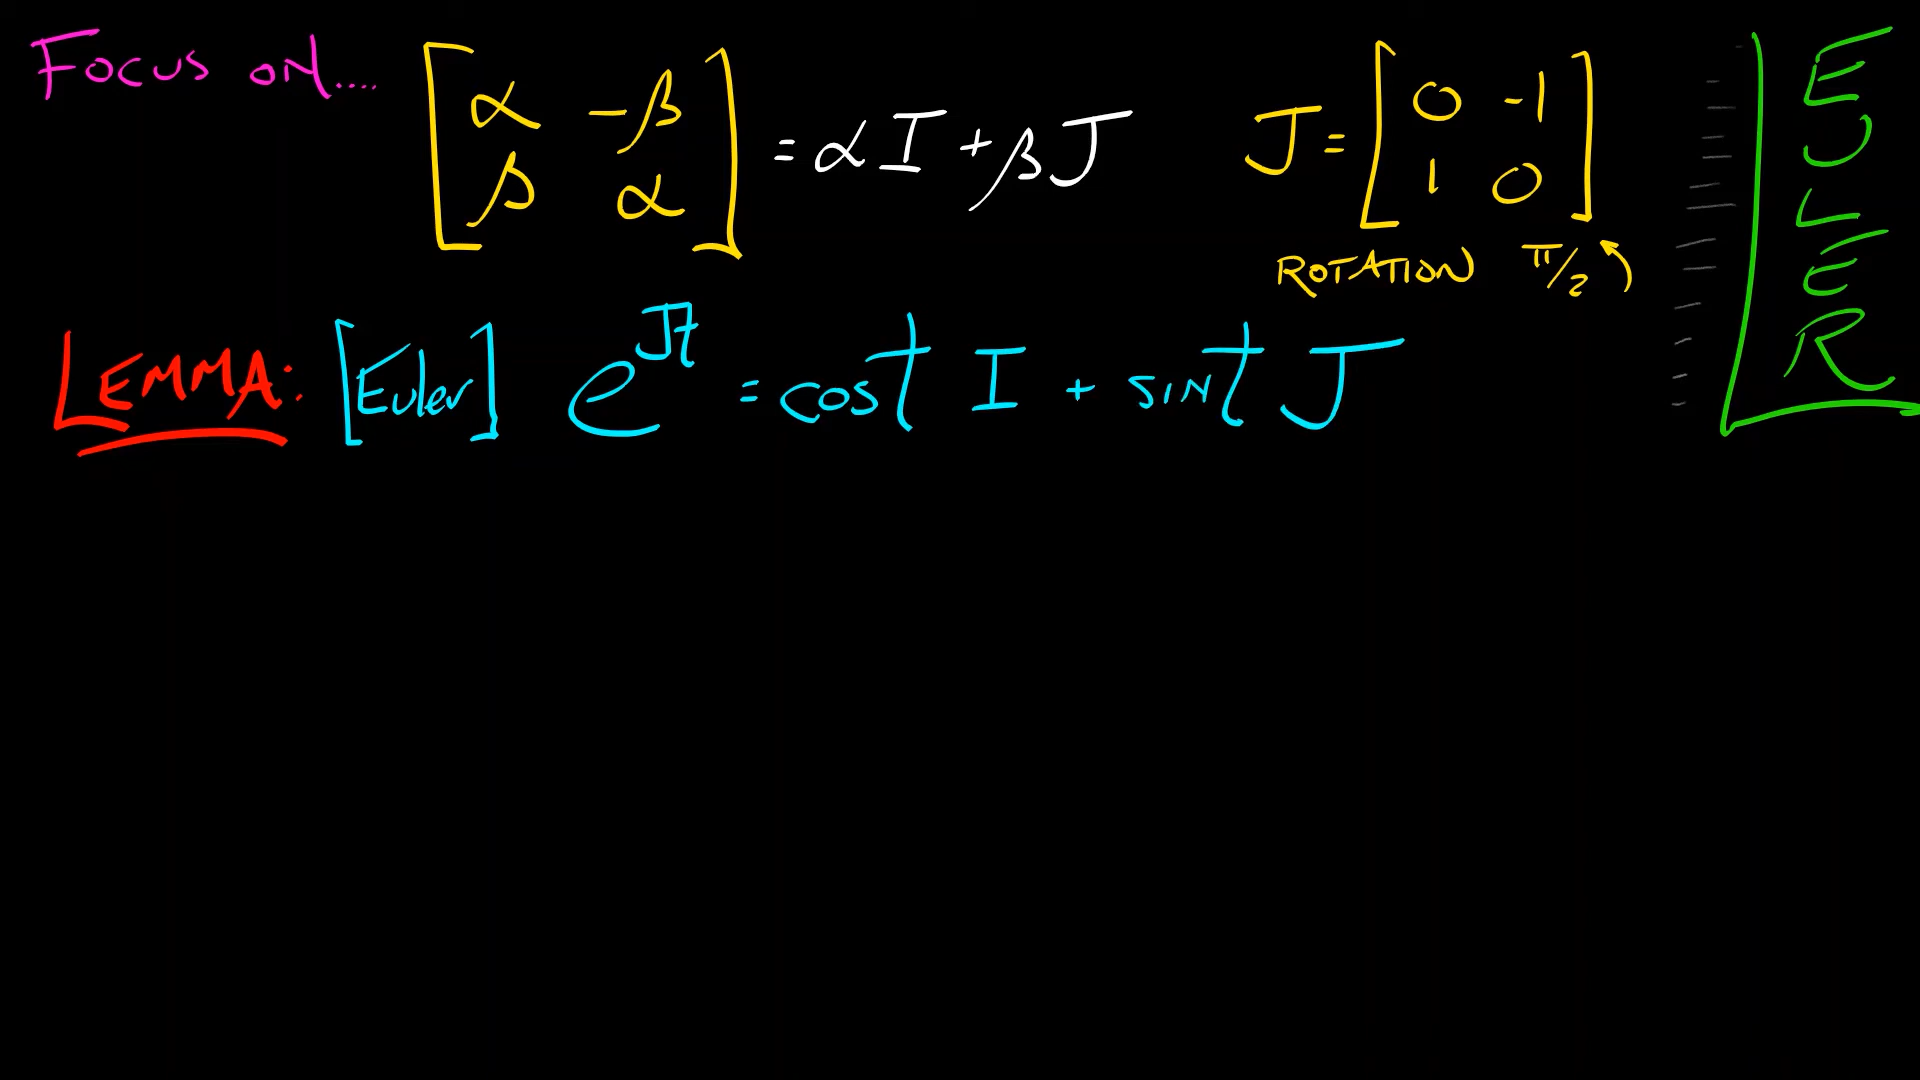 FOCUS ON.... [α -β; β α] = αI + βJ J = [0 -1; 1 0]
ROTATION π/2
LEMMA: [Euler] e^{Jt} = cos t I + sin t J
EULER